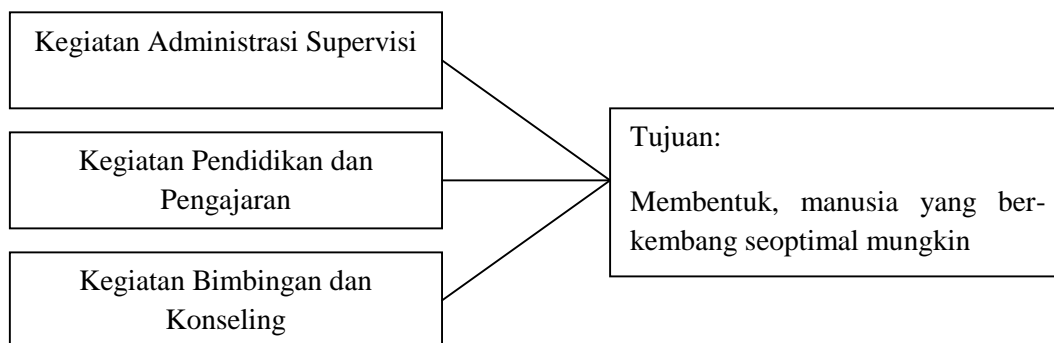 Kegiatan Administrasi Supervisi
Kegiatan Pendidikan dan
Pengajaran
Kegiatan Bimbingan dan
Konseling
Tujuan:
Membentuk, manusia yang ber-
kembang seoptimal mungkin